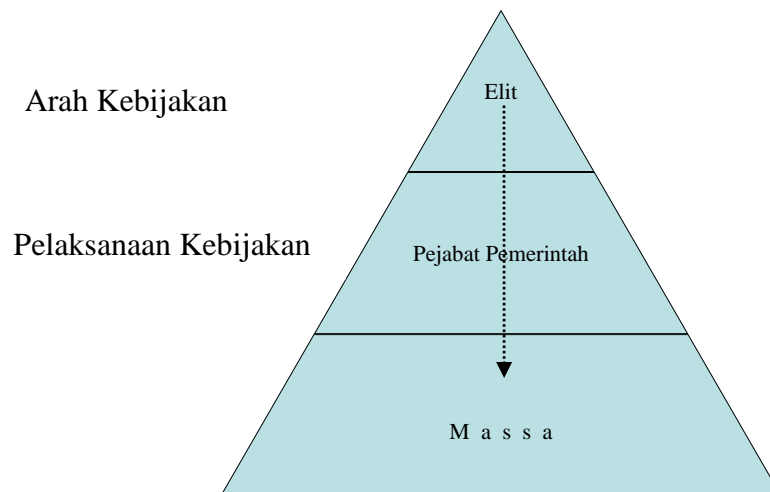 Elit
Arah Kebijakan
Pelaksanaan Kebijakan
Pejabat Pemerintah
M a s s a